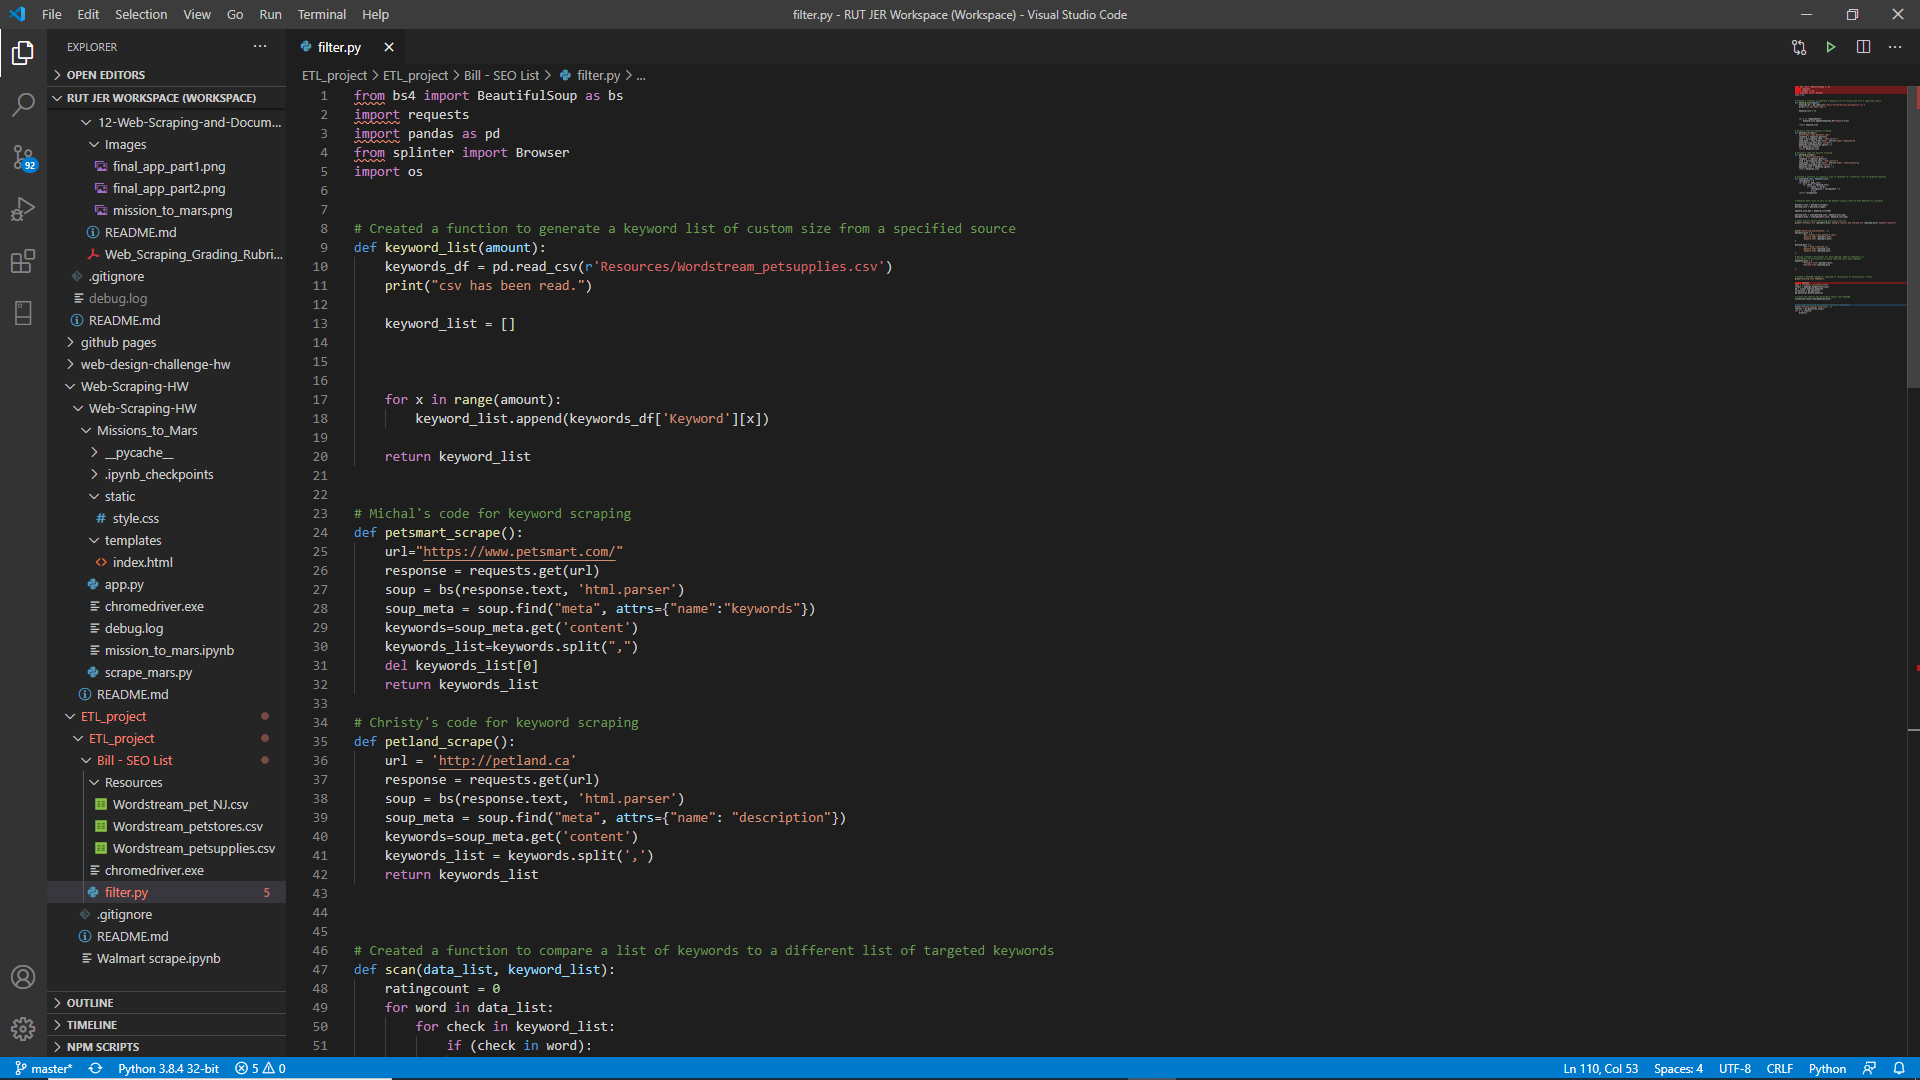 File Edit Selection View Go Run Terminal Help
filter.py - RUT JER Workspace (Workspace) - Visual Studio Code
EXPLORER
OPEN EDITORS
RUT JER WORKSPACE (WORKSPACE)
12-Web-Scraping-and-Docum...
Images
final_app_part1.png
final_app_part2.png
mission_to_mars.png
README.md
Web_Scraping_Grading_Rubri...
.gitignore
debug.log
README.md
github pages
web-design-challenge-hw
Web-Scraping-HW
Web-Scraping-HW
Missions_to_Mars
__pycache__
.ipynb_checkpoints
static
style.css
templates
index.html
app.py
chromedriver.exe
debug.log
mission_to_mars.ipynb
scrape_mars.py
README.md
ETL_project
ETL_project
Bill - SEO List
Resources
Wordstream_pet_NJ.csv
Wordstream_petstores.csv
Wordstream_petsupplies.csv
chromedriver.exe
filter.py 5
.gitignore
README.md
Walmart scrape.ipynb
OUTLINE
TIMELINE
NPM SCRIPTS
92
filter.py
ETL_project > ETL_project > Bill - SEO List > filter.py > ...
1 from bs4 import BeautifulSoup as bs
2 import requests
3 import pandas as pd
4 from splinter import Browser
5 import os
6
7
8 # Created a function to generate a keyword list of custom size from a specified source
9 def keyword_list(amount):
10 keywords_df = pd.read_csv(r'Resources/Wordstream_petsupplies.csv')
11 print("csv has been read.")
12
13 keyword_list = []
14
15
16
17 for x in range(amount):
18 keyword_list.append(keywords_df['Keyword'][x])
19
20 return keyword_list
21
22
23 # Michal's code for keyword scraping
24 def petsmart_scrape():
25 url="https://www.petsmart.com/"
26 response = requests.get(url)
27 soup = bs(response.text, 'html.parser')
28 soup_meta = soup.find("meta", attrs={"name":"keywords"})
29 keywords=soup_meta.get('content')
30 keywords_list=keywords.split(",")
31 del keywords_list[0]
32 return keywords_list
33
34 # Christy's code for keyword scraping
35 def petland_scrape():
36 url = 'http://petland.ca'
37 response = requests.get(url)
38 soup = bs(response.text, 'html.parser')
39 soup_meta = soup.find("meta", attrs={"name": "description"})
40 keywords=soup_meta.get('content')
41 keywords_list = keywords.split(',')
42 return keywords_list
43
44
45
46 # Created a function to compare a list of keywords to a different list of targeted keywords
47 def scan(data_list, keyword_list):
48 ratingcount = 0
49 for word in data_list:
50 for check in keyword_list:
51 if (check in word):
master* Python 3.8.4 32-bit 5 0 Ln 110, Col 53 Spaces: 4 UTF-8 CRLF Python